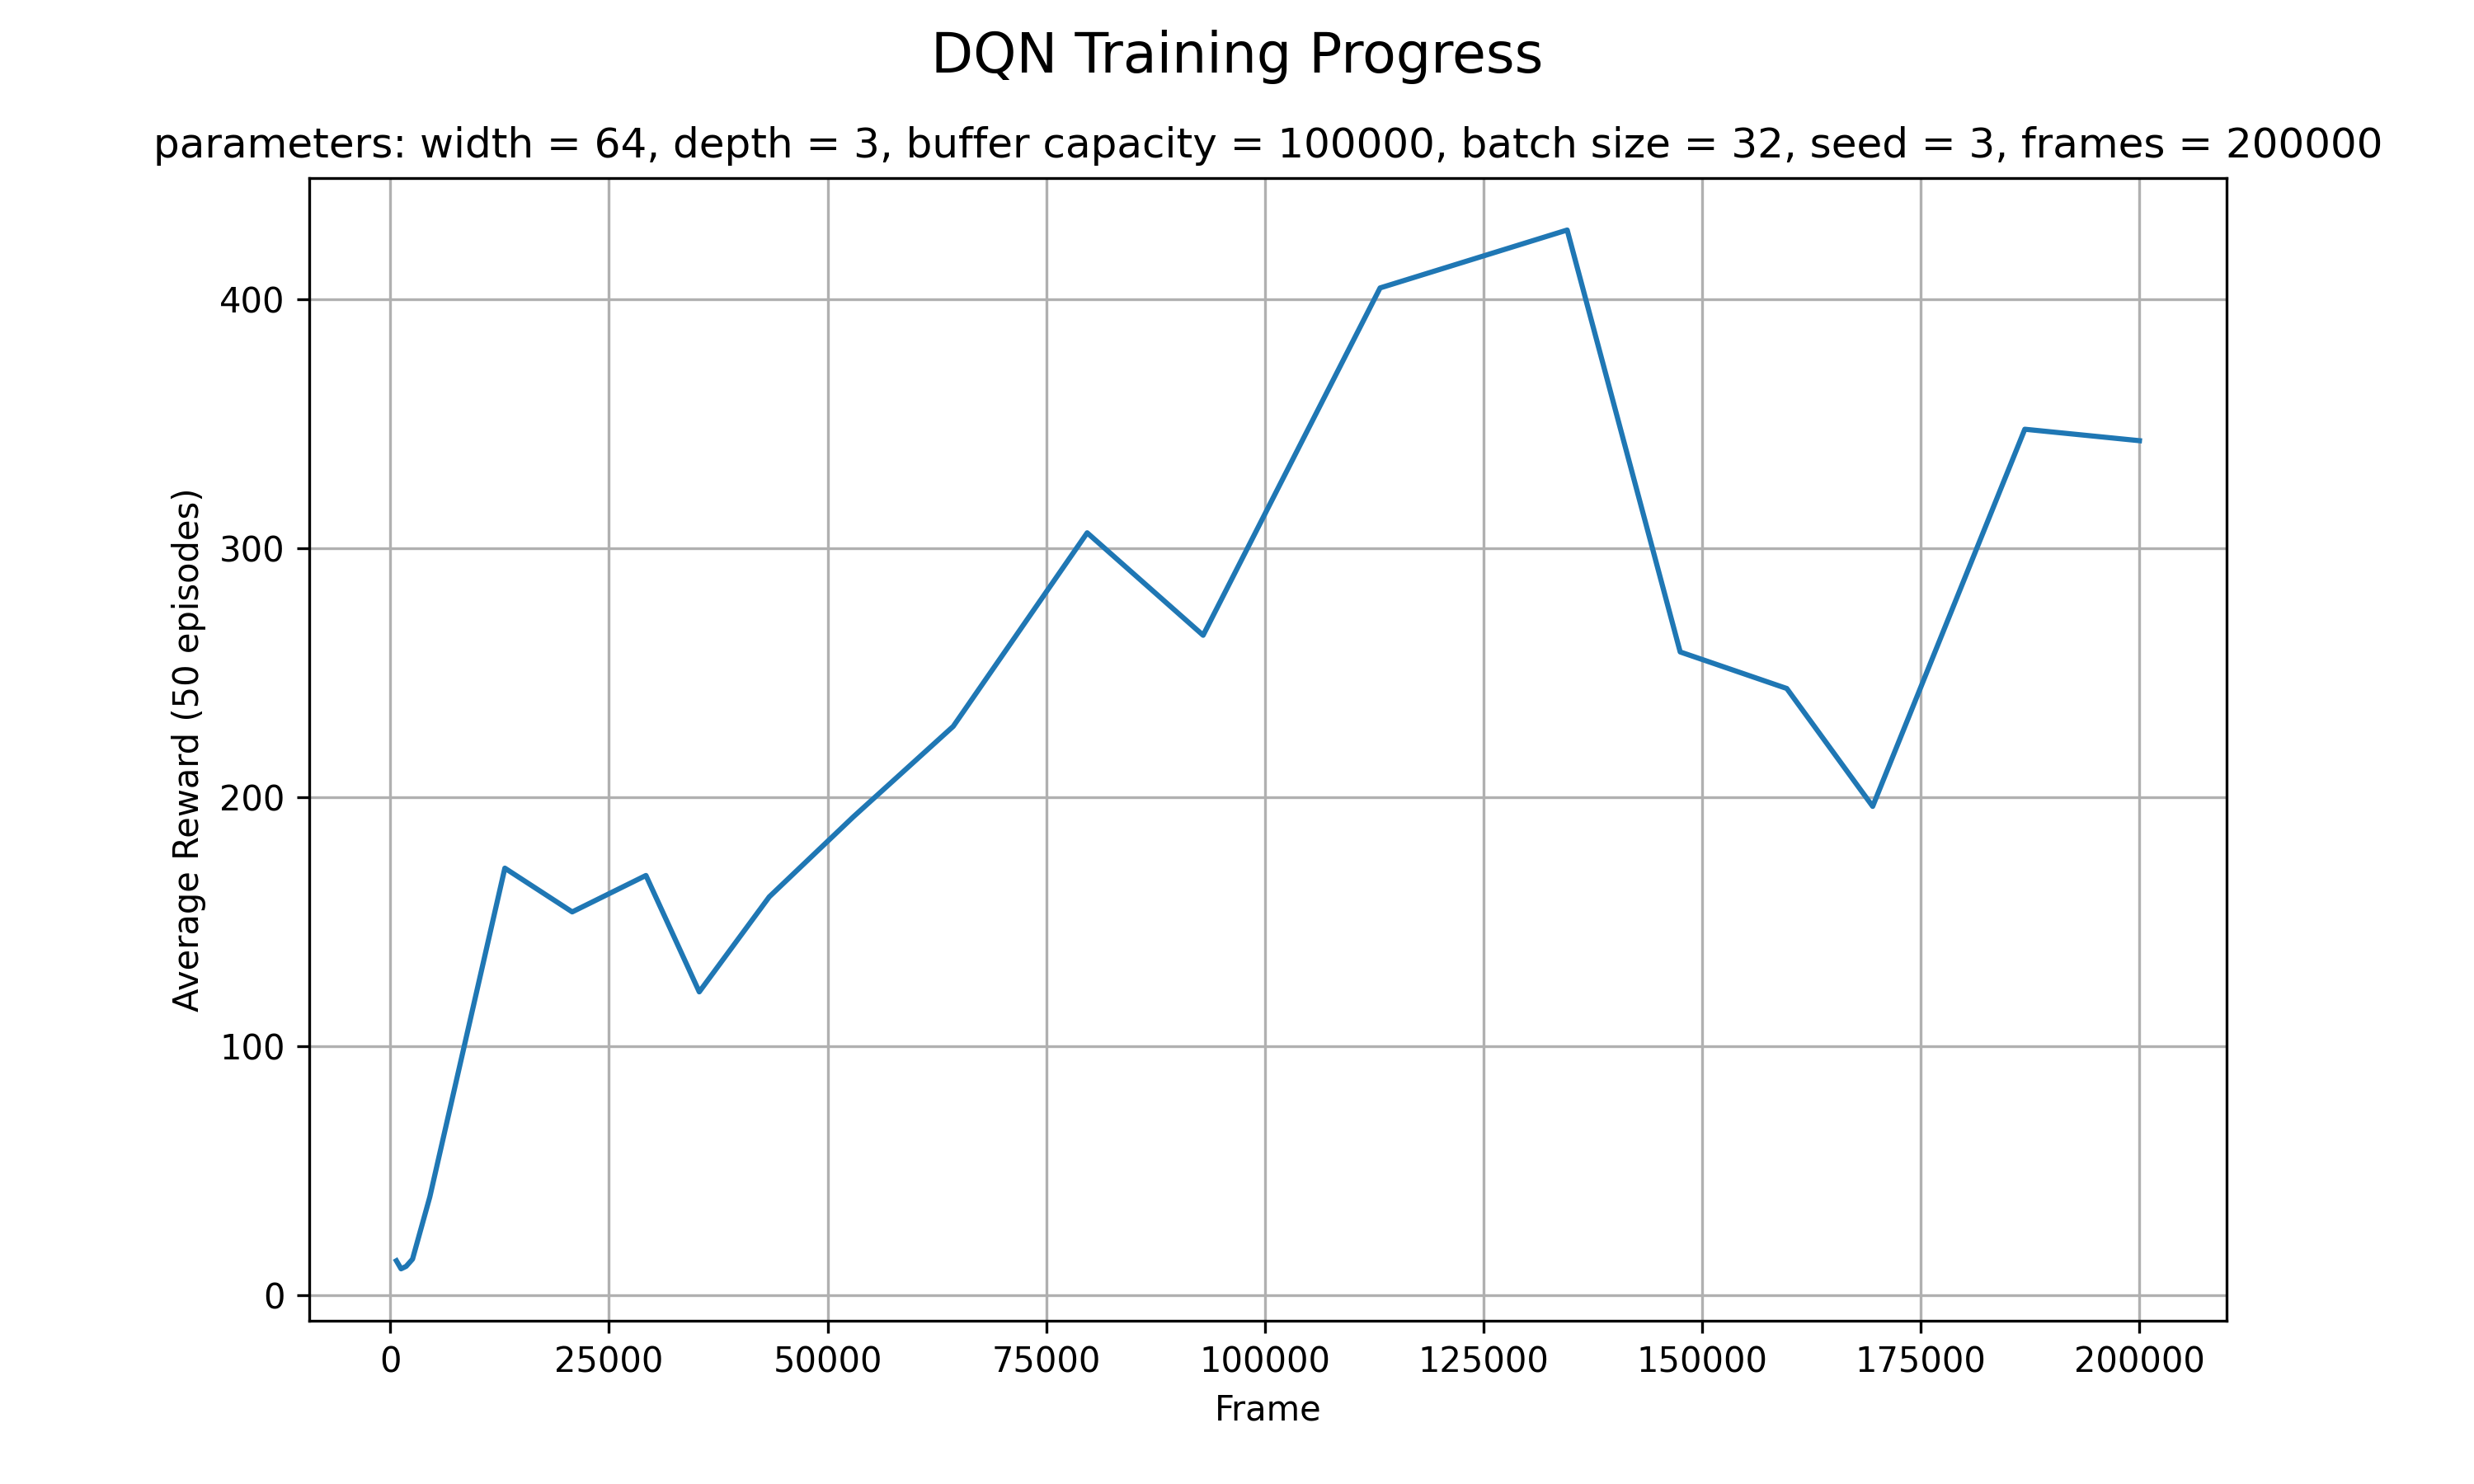 DQN Training Progress
parameters: width = 64, depth = 3, buffer capacity = 100000, batch size = 32, seed = 3, frames = 200000
Average Reward (50 episodes)
400
300
200
100
0
0 25000 50000 75000 100000 125000 150000 175000 200000
Frame